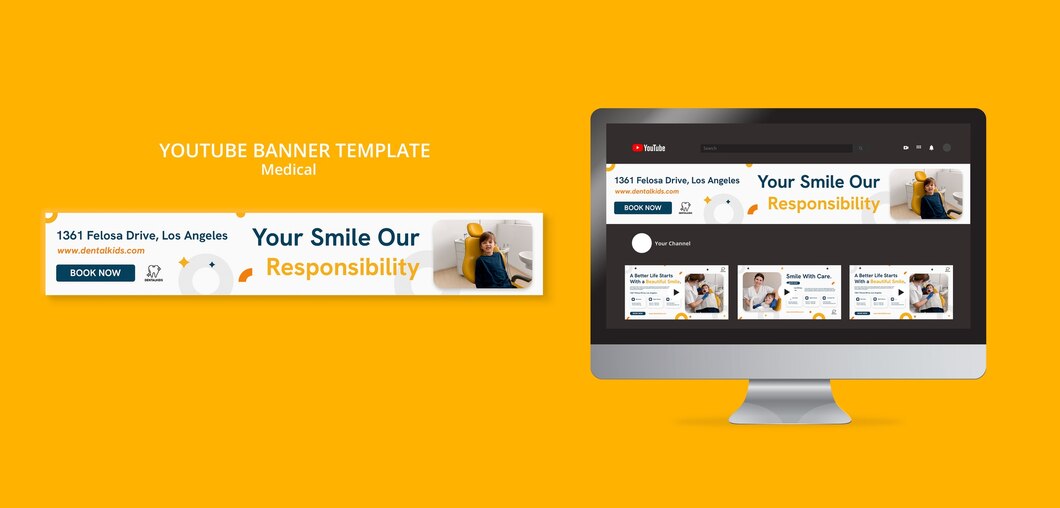 YOUTUBE BANNER TEMPLATE
Medical
1361 Felosa Drive, Los Angeles
www.dentalkids.com
BOOK NOW
DENTALKIDS
Your Smile Our
Responsibility
YouTube
Search
1361 Felosa Drive, Los Angeles
www.dentalkids.com
BOOK NOW
DENTALKIDS
Your Smile Our
Responsibility
Your Channel
A Better Life Starts
With a Beautiful Smile.
Smile With Care.
A Better Life Starts
With a Beautiful Smile.